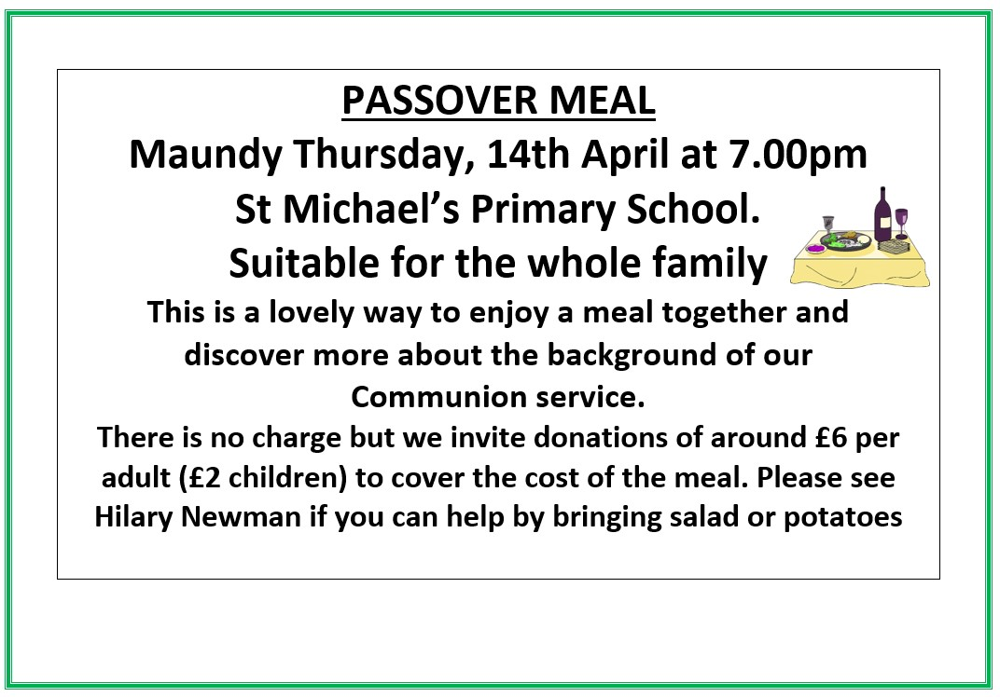 PASSOVER MEAL
Maundy Thursday, 14th April at 7.00pm
St Michael’s Primary School.
Suitable for the whole family
This is a lovely way to enjoy a meal together and
discover more about the background of our
Communion service.
There is no charge but we invite donations of around £6 per
adult (£2 children) to cover the cost of the meal. Please see
Hilary Newman if you can help by bringing salad or potatoes